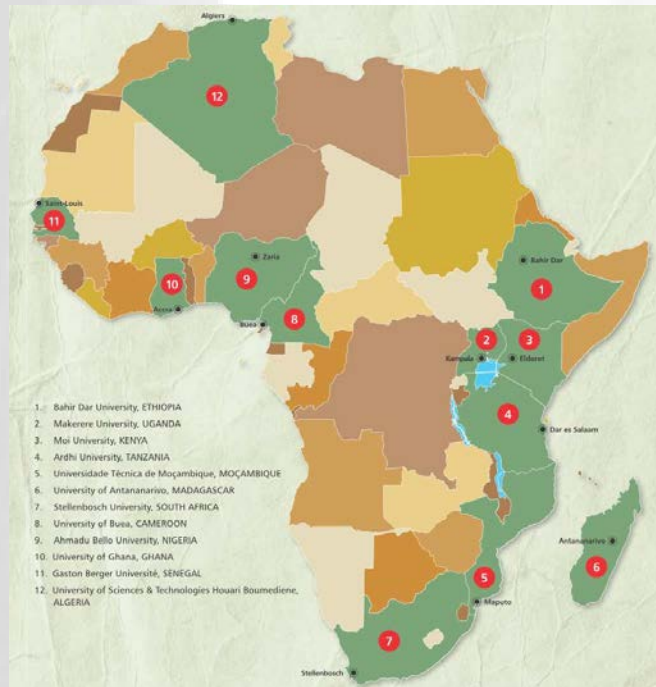 Algiers
12
Saint-Louis
11
Zaria
Bahir Dar
9
1
10
Accra
Buea
8
2
3
Kampala
Elderet
4
Dar es Salaam
1. Bahir Dar University, ETHIOPIA
2. Makerere University, UGANDA
3. Moi University, KENYA
4. Ardhi University, TANZANIA
5. Universidade Técnica de Moçambique, MOÇAMBIQUE
6. University of Antananarivo, MADAGASCAR
7. Stellenbosch University, SOUTH AFRICA
8. University of Buea, CAMEROON
9. Ahmadu Bello University, NIGERIA
10. University of Ghana, GHANA
11. Gaston Berger Université, SENEGAL
12. University of Sciences & Technologies Houari Boumediene,
ALGERIA
Antananarivo
6
5
Maputo
7
Stellenbosch